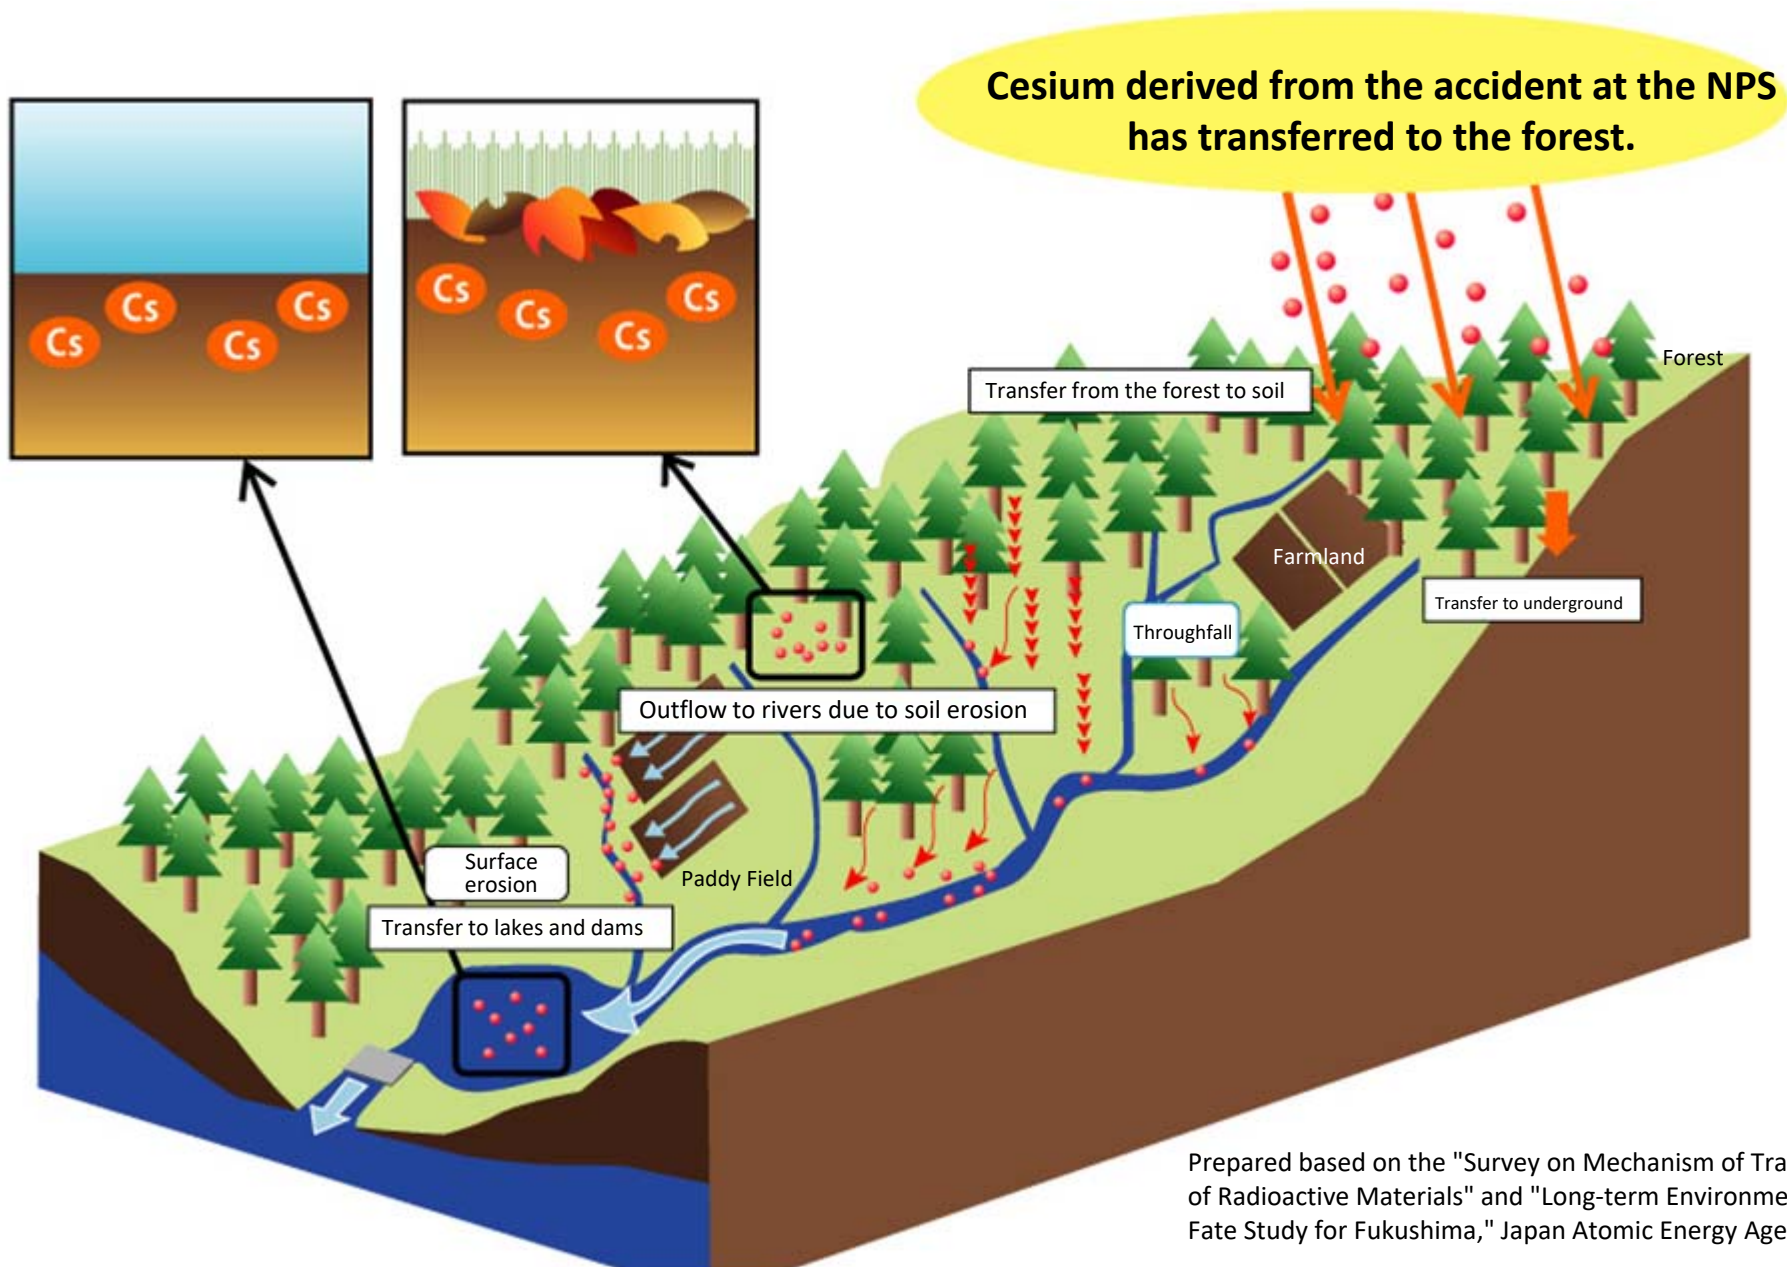 Cesium derived from the accident at the NPS
has transferred to the forest.
Cs
Cs
Cs
Cs
Cs
Cs
Cs
Cs
Forest
Transfer from the forest to soil
Farmland
Transfer to underground
Throughfall
Outflow to rivers due to soil erosion
Surface
erosion
Paddy Field
Transfer to lakes and dams
Prepared based on the "Survey on Mechanism of Tra
of Radioactive Materials" and "Long-term Environme
Fate Study for Fukushima," Japan Atomic Energy Age